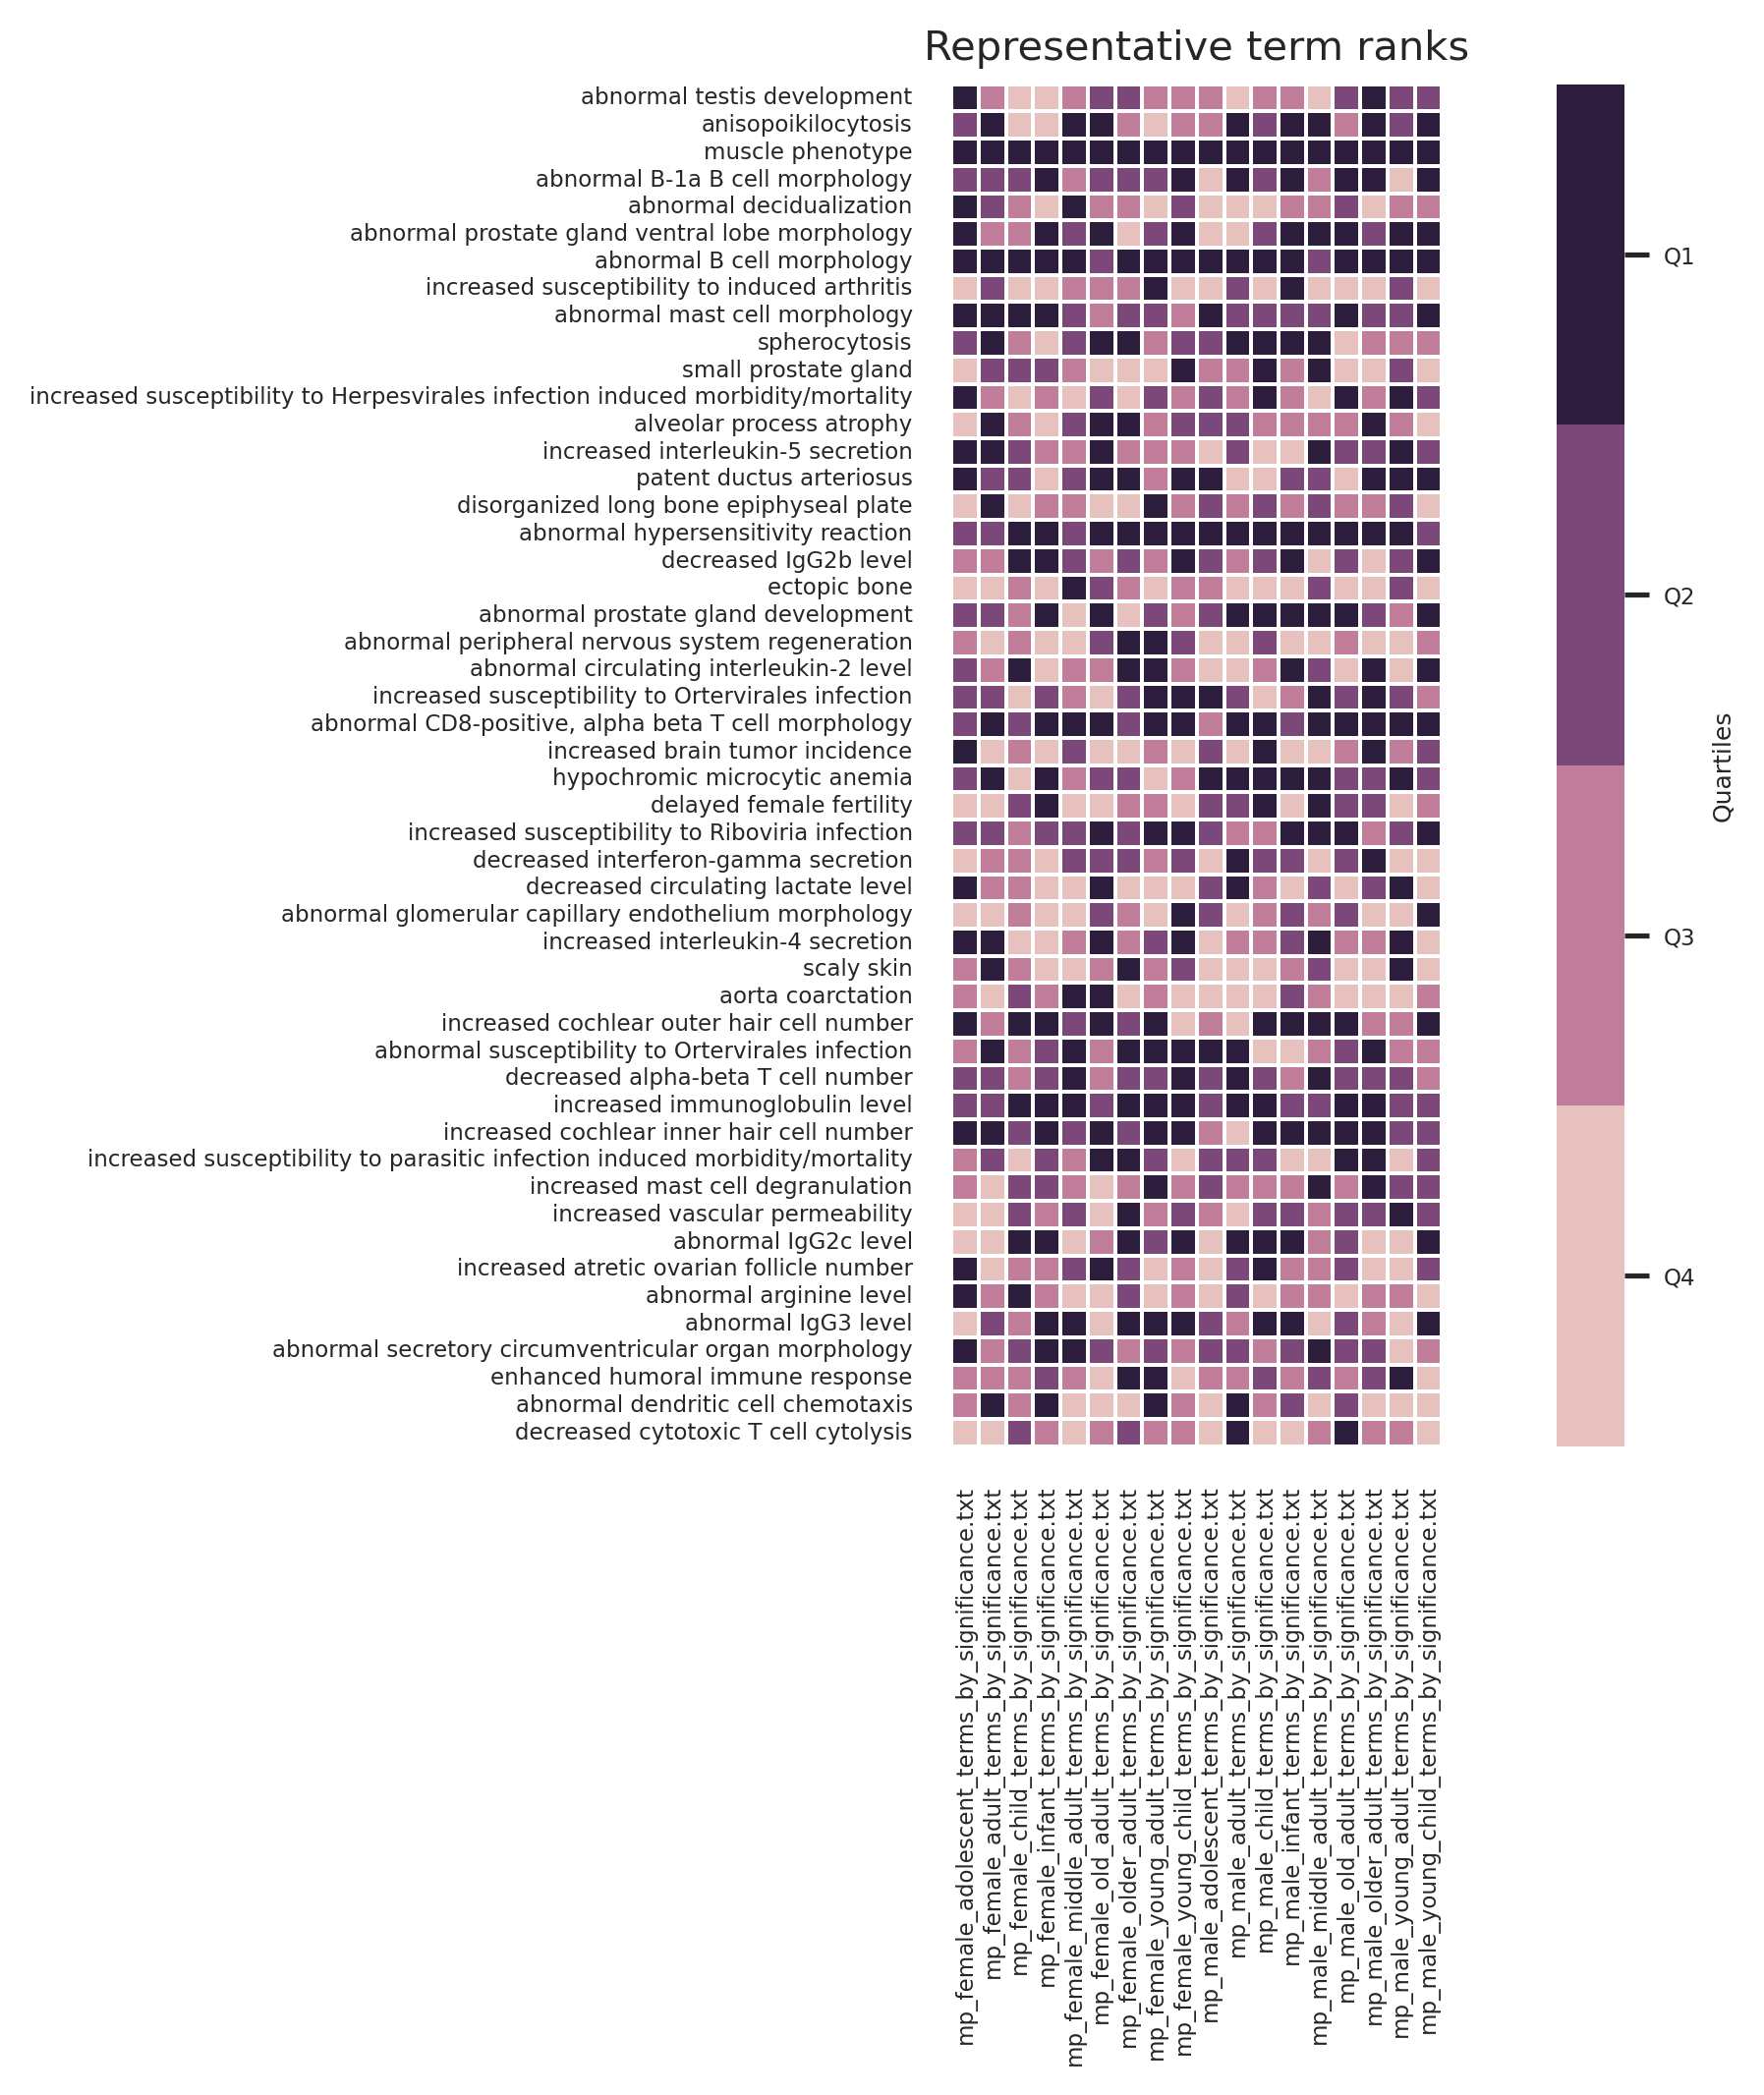 Representative term ranks
abnormal testis development
anisopoikilocytosis
muscle phenotype
abnormal B-1a B cell morphology
abnormal decidualization
abnormal prostate gland ventral lobe morphology
abnormal B cell morphology
increased susceptibility to induced arthritis
abnormal mast cell morphology
spherocytosis
small prostate gland
increased susceptibility to Herpesvirales infection induced morbidity/mortality
alveolar process atrophy
increased interleukin-5 secretion
patent ductus arteriosus
disorganized long bone epiphyseal plate
abnormal hypersensitivity reaction
decreased IgG2b level
ectopic bone
abnormal prostate gland development
abnormal peripheral nervous system regeneration
abnormal circulating interleukin-2 level
increased susceptibility to Ortervirales infection
abnormal CD8-positive, alpha beta T cell morphology
increased brain tumor incidence
hypochromic microcytic anemia
delayed female fertility
increased susceptibility to Riboviria infection
decreased interferon-gamma secretion
decreased circulating lactate level
abnormal glomerular capillary endothelium morphology
increased interleukin-4 secretion
scaly skin
aorta coarctation
increased cochlear outer hair cell number
abnormal susceptibility to Ortervirales infection
decreased alpha-beta T cell number
increased immunoglobulin level
increased cochlear inner hair cell number
increased susceptibility to parasitic infection induced morbidity/mortality
increased mast cell degranulation
increased vascular permeability
abnormal IgG2c level
increased atretic ovarian follicle number
abnormal arginine level
abnormal IgG3 level
abnormal secretory circumventricular organ morphology
enhanced humoral immune response
abnormal dendritic cell chemotaxis
decreased cytotoxic T cell cytolysis
mp_female_adolescent_terms_by_significance.txt
mp_female_adult_terms_by_significance.txt
mp_female_child_terms_by_significance.txt
mp_female_infant_terms_by_significance.txt
mp_female_middle_adult_terms_by_significance.txt
mp_female_old_adult_terms_by_significance.txt
mp_female_older_adult_terms_by_significance.txt
mp_female_young_adult_terms_by_significance.txt
mp_female_young_child_terms_by_significance.txt
mp_male_adolescent_terms_by_significance.txt
mp_male_adult_terms_by_significance.txt
mp_male_child_terms_by_significance.txt
mp_male_infant_terms_by_significance.txt
mp_male_middle_adult_terms_by_significance.txt
mp_male_old_adult_terms_by_significance.txt
mp_male_older_adult_terms_by_significance.txt
mp_male_young_adult_terms_by_significance.txt
mp_male_young_child_terms_by_significance.txt
Q1
Q2
Q3
Q4
Quartiles